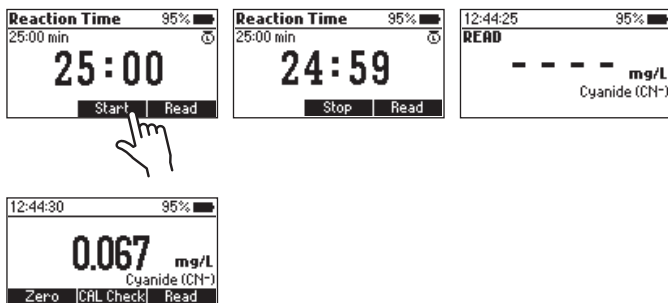 Reaction Time 95%
25:00 min
25:00
Start Read
Reaction Time 95%
25:00 min
24:59
Stop Read
12:44:25 95%
READ
- - - - mg/L
Cyanide (CN-)
12:44:30 95%
0.067 mg/L
Cyanide (CN-)
Zero CAL Check Read